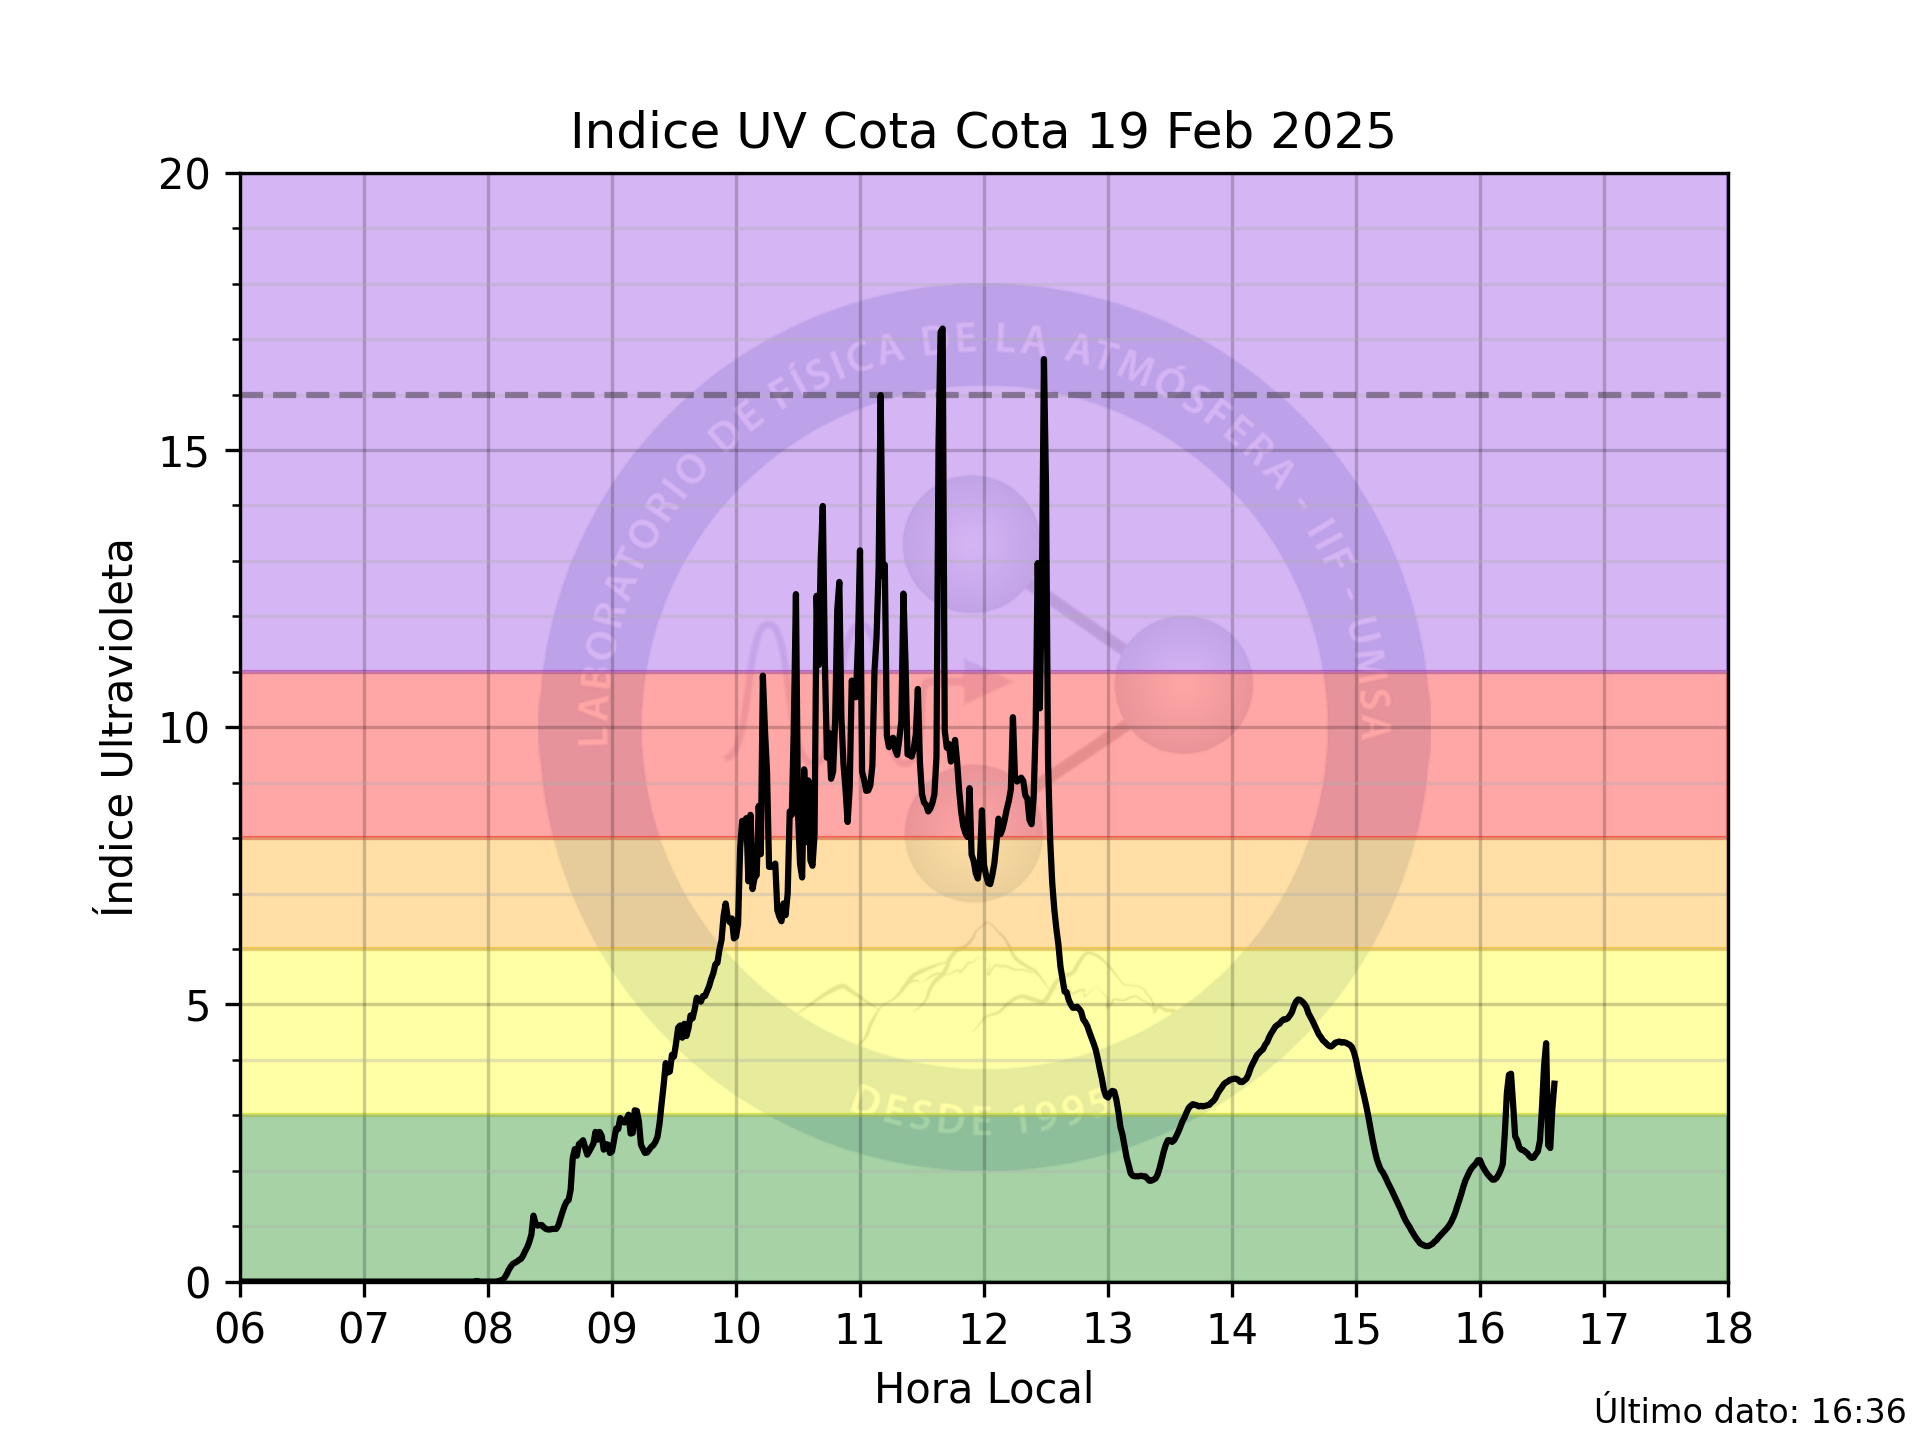 Indice UV Cota Cota 19 Feb 2025
20
15
10
5
0
Índice Ultravioleta
LABORATORIO DE FÍSICA DE LA ATMÓSFERA - IIF - UMSA
DESDE 1995
06 07 08 09 10 11 12 13 14 15 16 17 18
Hora Local
Último dato: 16:36